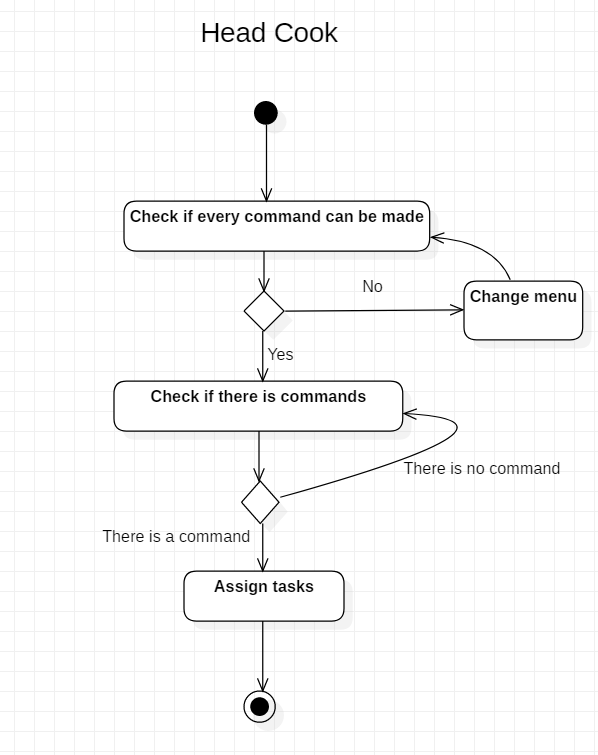 Head Cook
Check if every command can be made
No
Change menu
Yes
Check if there is commands
There is no command
There is a command
Assign tasks